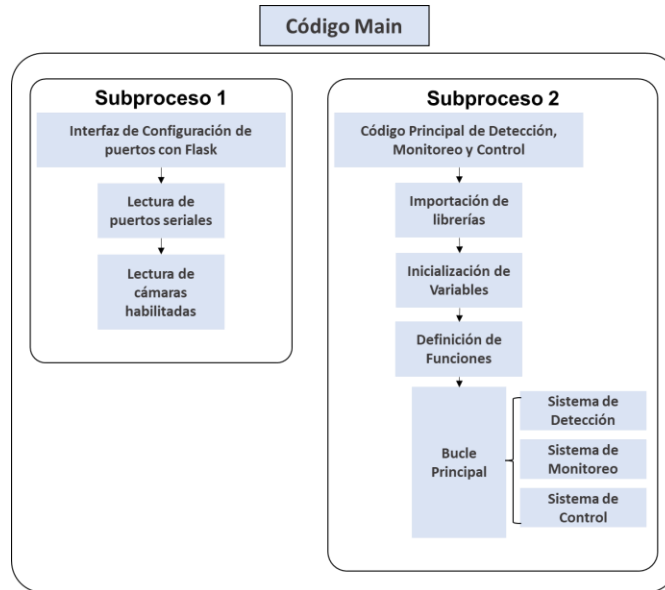 Código Main
Subproceso 1
Interfaz de Configuración de
puertos con Flask
Lectura de
puertos seriales
Lectura de
cámaras
habilitadas
Subproceso 2
Código Principal de Detección,
Monitoreo y Control
Importación de
librerías
Inicialización de
Variables
Definición de
Funciones
Bucle
Principal
Sistema de
Detección
Sistema de
Monitoreo
Sistema de
Control